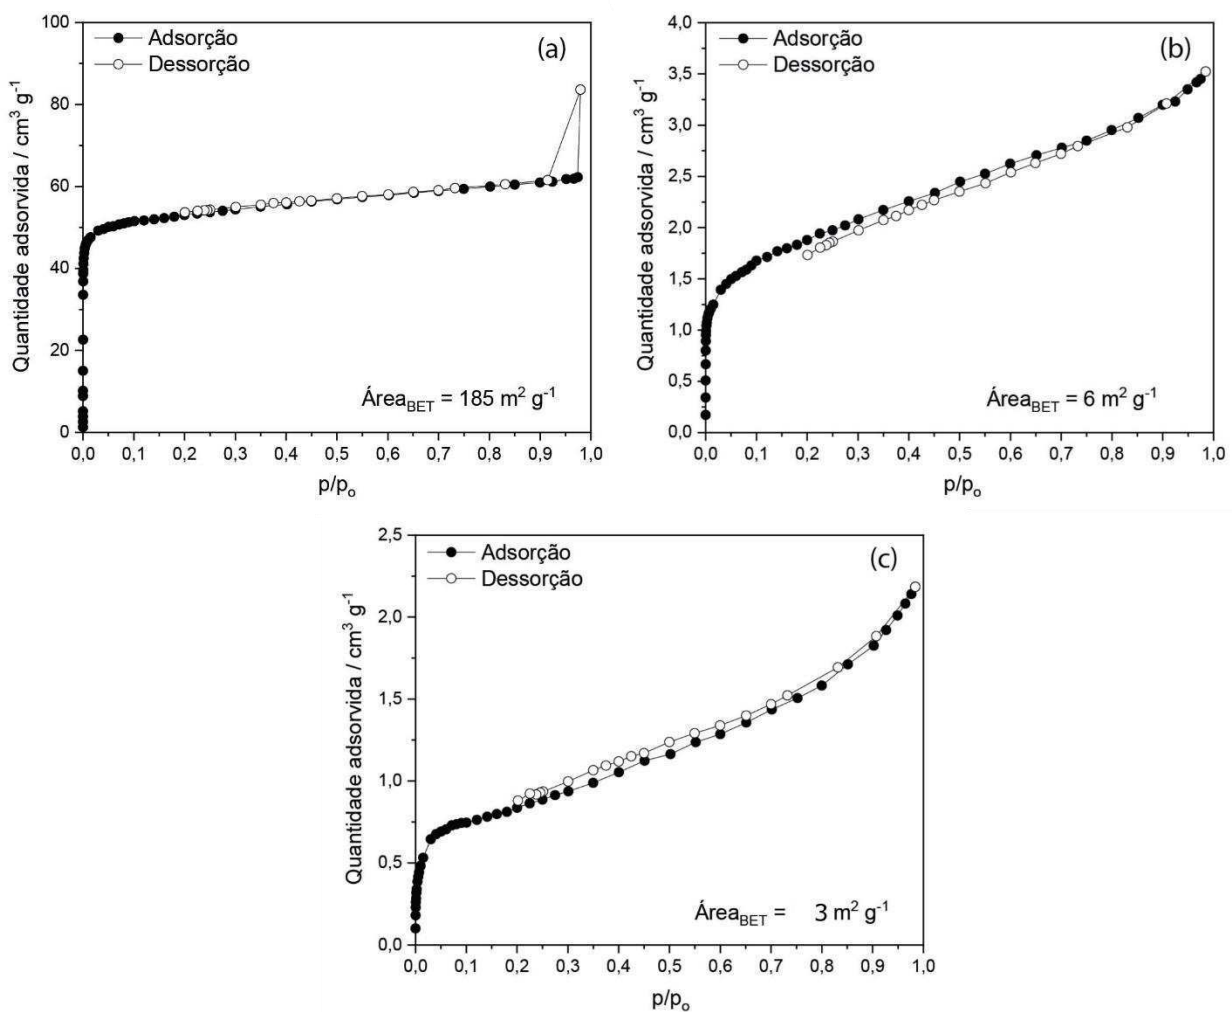 (a)
Adsorção
Dessorção
Quantidade adsorvida / cm³ g⁻¹
100
80
60
40
20
0
Área_BET = 185 m² g⁻¹
0,0 0,1 0,2 0,3 0,4 0,5 0,6 0,7 0,8 0,9 1,0
p/p_o
(b)
Adsorção
Dessorção
Quantidade adsorvida / cm³ g⁻¹
4,0
3,5
3,0
2,5
2,0
1,5
1,0
0,5
0,0
Área_BET = 6 m² g⁻¹
0,0 0,1 0,2 0,3 0,4 0,5 0,6 0,7 0,8 0,9 1,0
p/p_o
(c)
Adsorção
Dessorção
Quantidade adsorvida / cm³ g⁻¹
2,5
2,0
1,5
1,0
0,5
0,0
Área_BET = 3 m² g⁻¹
0,0 0,1 0,2 0,3 0,4 0,5 0,6 0,7 0,8 0,9 1,0
p/p_o